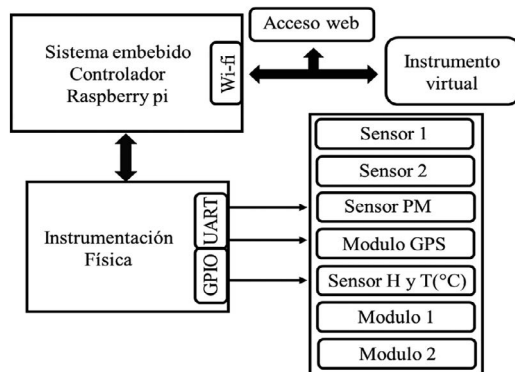 Acceso web
Sistema embebido
Controlador
Raspberry pi
Wi-fi
Instrumento
virtual
Instrumentación
Física
UART
GPIO
Sensor 1
Sensor 2
Sensor PM
Modulo GPS
Sensor H y T(°C)
Modulo 1
Modulo 2